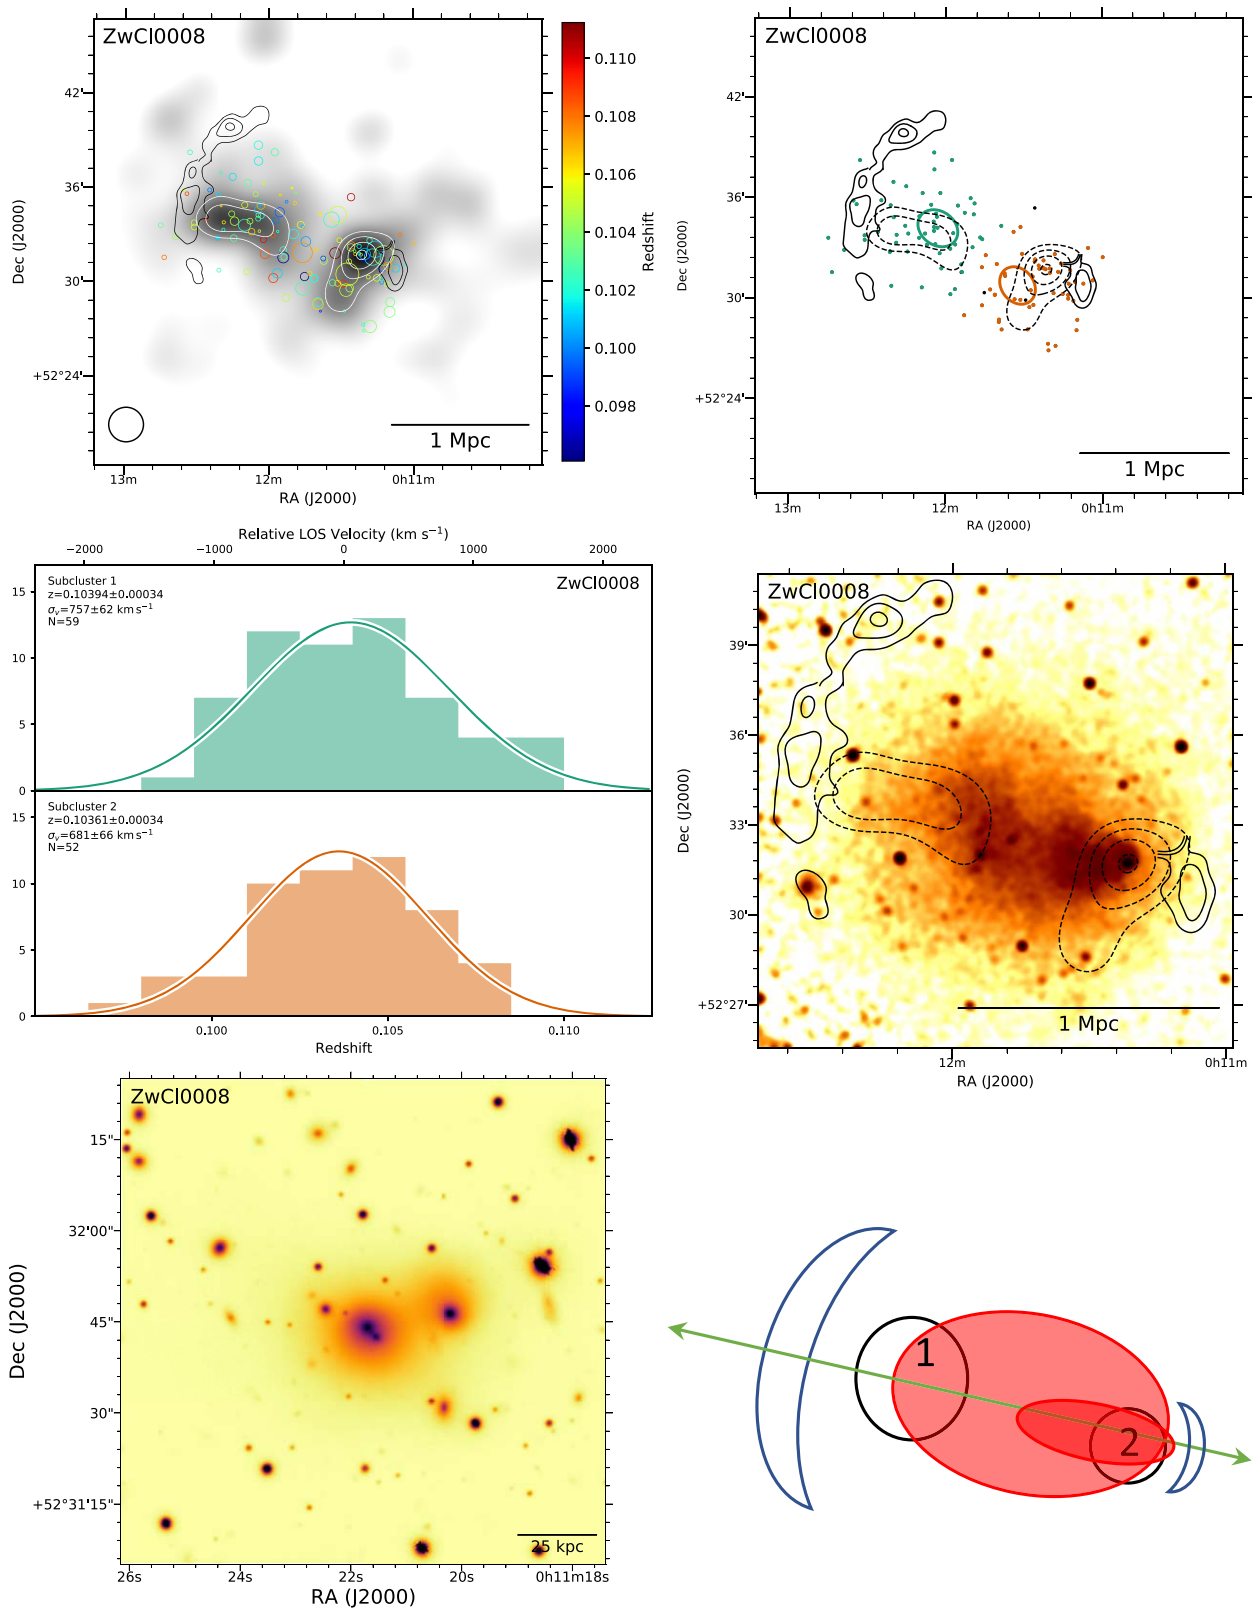 ZwCl0008
42'
36'
30'
+52°24'
Dec (J2000)
13m
12m
0h11m
RA (J2000)
1 Mpc
0.110
0.108
0.106
0.104
0.102
0.100
0.098
Redshift
ZwCl0008
42'
36'
30'
+52°24'
Dec (J2000)
13m
12m
0h11m
RA (J2000)
1 Mpc
Relative LOS Velocity (km s⁻¹)
−2000
−1000
0
1000
2000
Subcluster 1
z=0.10394±0.00034
σᵥ=757±62 km s⁻¹
N=59
ZwCl0008
15
10
5
0
Subcluster 2
z=0.10361±0.00034
σᵥ=681±66 km s⁻¹
N=52
15
10
5
0
0.100
0.105
0.110
Redshift
ZwCl0008
39'
36'
33'
30'
+52°27'
Dec (J2000)
1 Mpc
12m
0h11m
RA (J2000)
ZwCl0008
15"
32'00"
45"
30"
+52°31'15"
Dec (J2000)
25 kpc
26s
24s
22s
20s
0h11m18s
RA (J2000)
1
2